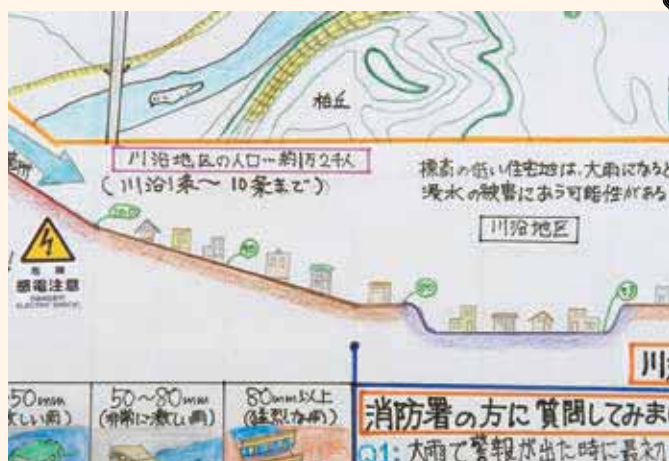 柏丘
川沿地区の人口…約1万2千人
(川沿1条～10条まで)
標高の低い住宅地は、大雨になると
浸水の被害にあう可能性がある
川沿地区
危険
感電注意
50mm
50～80mm
(非常に激しい雨)
80mm以上
(猛烈な雨)
消防署の方に質問してみま
Q1:大雨で警報が出た時に最初